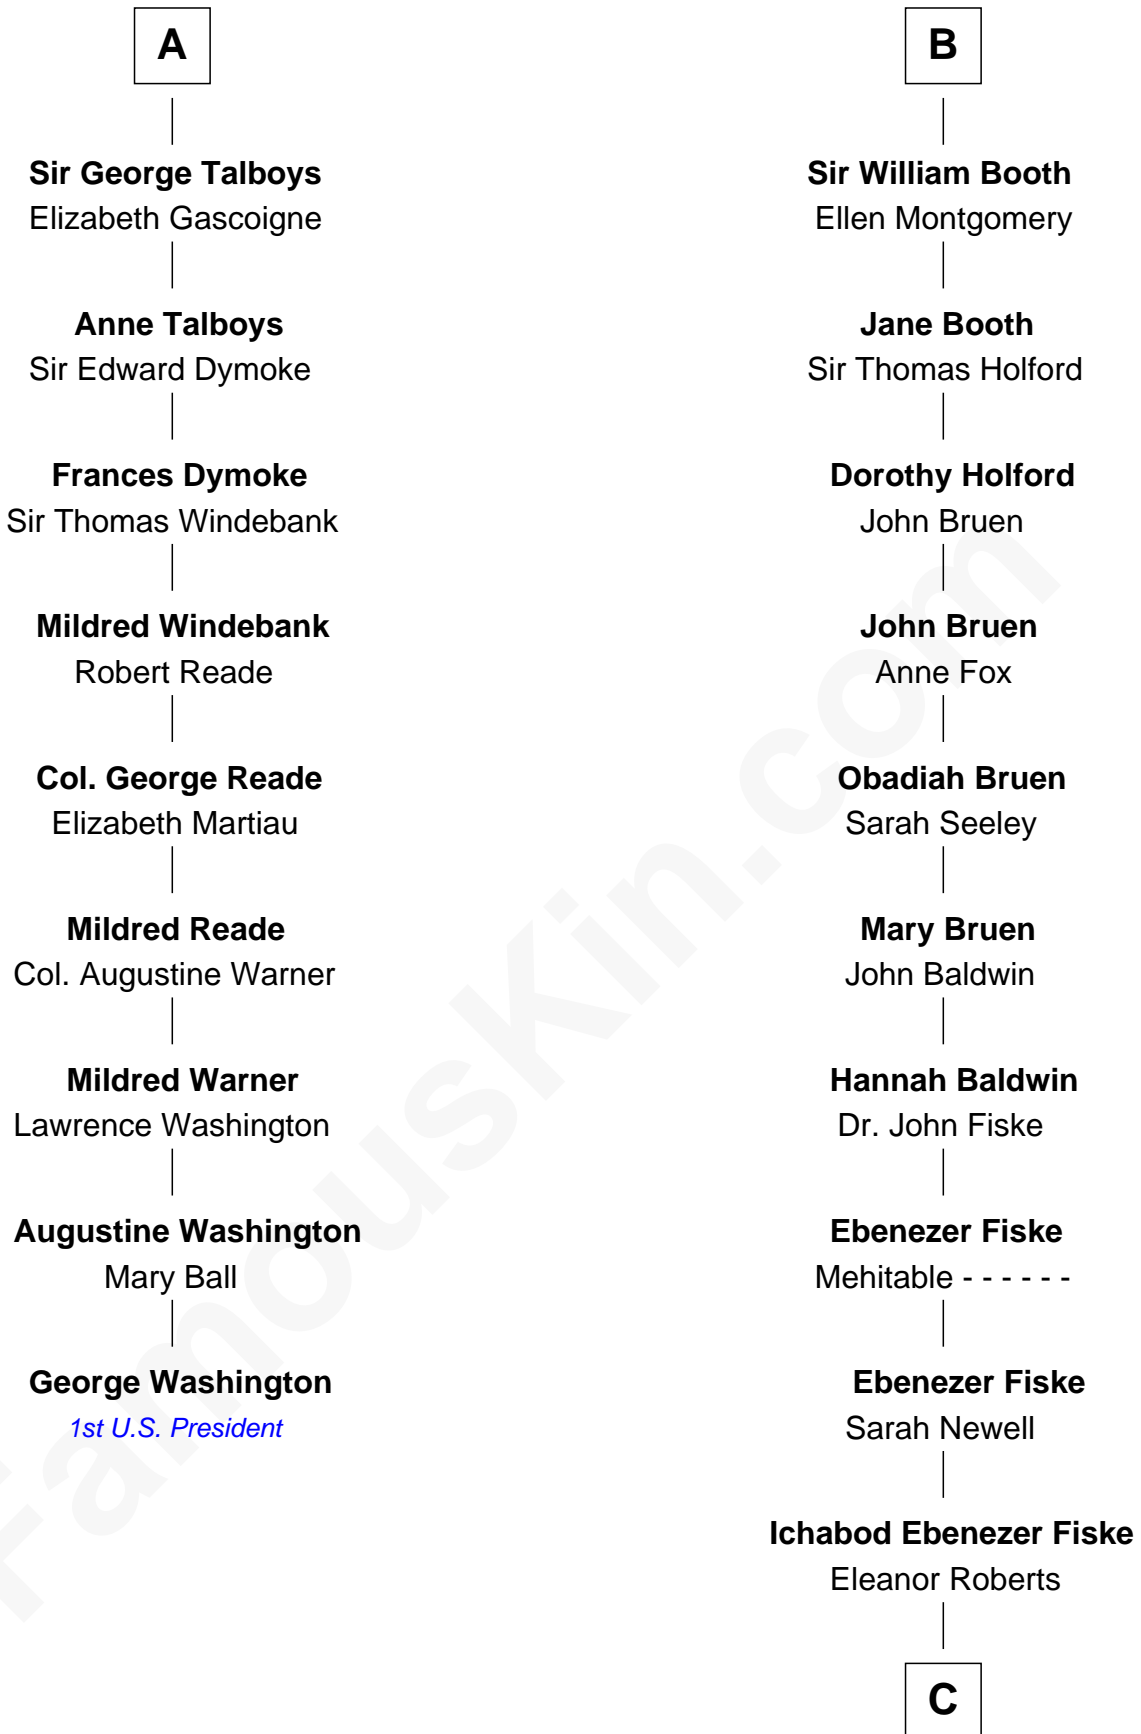 A
Sir George Talboys
Elizabeth Gascoigne
Anne Talboys
Sir Edward Dymoke
Frances Dymoke
Sir Thomas Windebank
Mildred Windebank
Robert Reade
Col. George Reade
Elizabeth Martiau
Mildred Reade
Col. Augustine Warner
Mildred Warner
Lawrence Washington
Augustine Washington
Mary Ball
George Washington
1st U.S. President
B
Sir William Booth
Ellen Montgomery
Jane Booth
Sir Thomas Holford
Dorothy Holford
John Bruen
John Bruen
Anne Fox
Obadiah Bruen
Sarah Seeley
Mary Bruen
John Baldwin
Hannah Baldwin
Dr. John Fiske
Ebenezer Fiske
Mehitable - - - - - -
Ebenezer Fiske
Sarah Newell
Ichabod Ebenezer Fiske
Eleanor Roberts
C
FamousKin.com